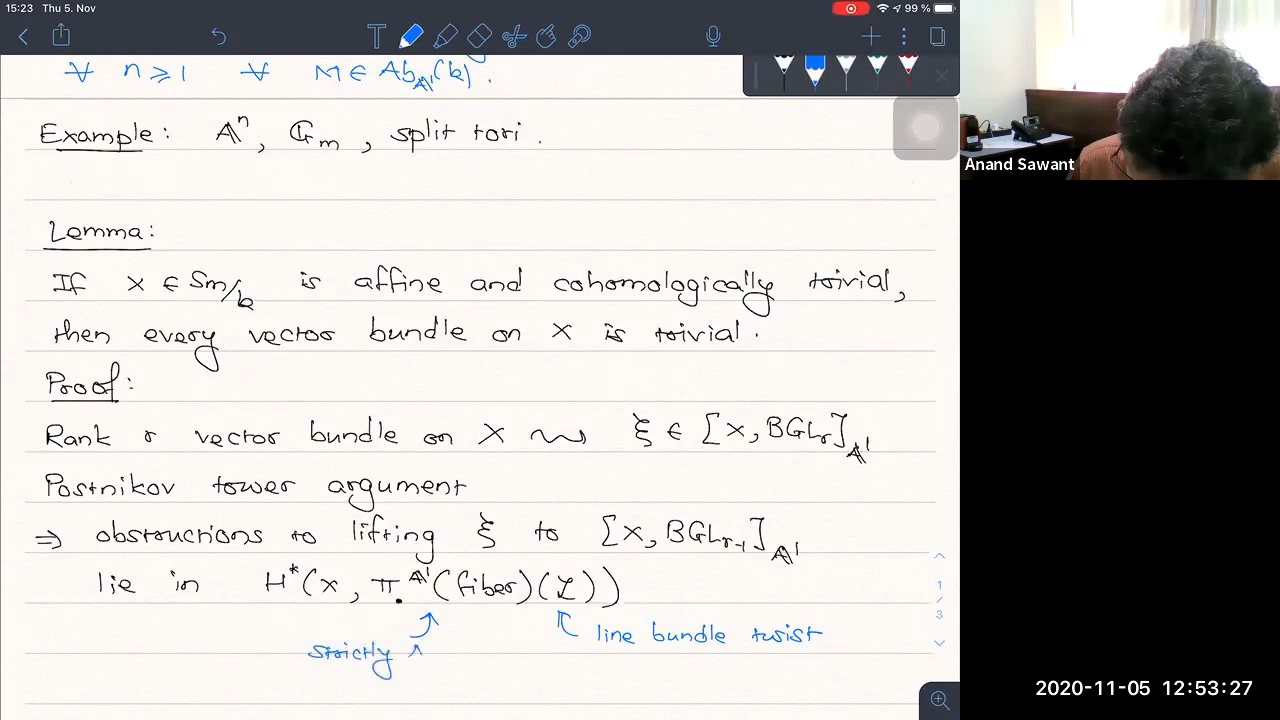 15:23 Thu 5. Nov
99 %
∀ n ≥ 1 ∀ M ∈ Ab_{𝔸¹}(k).
Example: 𝔸ⁿ, 𝔾_m, split tori.
Lemma:
If X ∈ Sm/k is affine and cohomologically trivial,
then every vector bundle on X is trivial.
Proof:
Rank r vector bundle on X ⇝ ξ ∈ [X, BGL_r]_{𝔸¹}
Postnikov tower argument
⇒ obstructions to lifting ξ to [X, BGL_{r-1}]_{𝔸¹}
lie in H^*(X, π_•^{𝔸¹}(fiber)(ℒ))
line bundle twist
strictly
1/3
Anand Sawant
2020-11-05 12:53:27